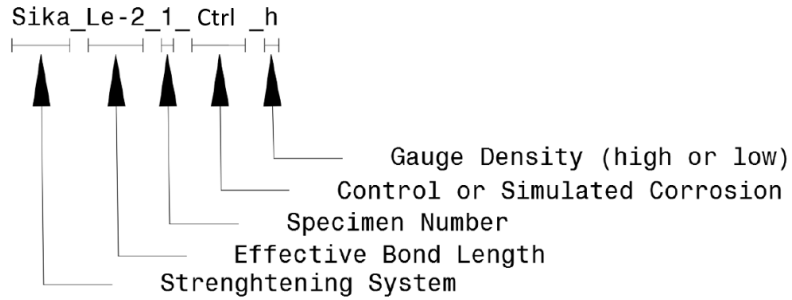 Sika_Le-2_1_Ctrl_h
Gauge Density (high or low)
Control or Simulated Corrosion
Specimen Number
Effective Bond Length
Strenghtening System